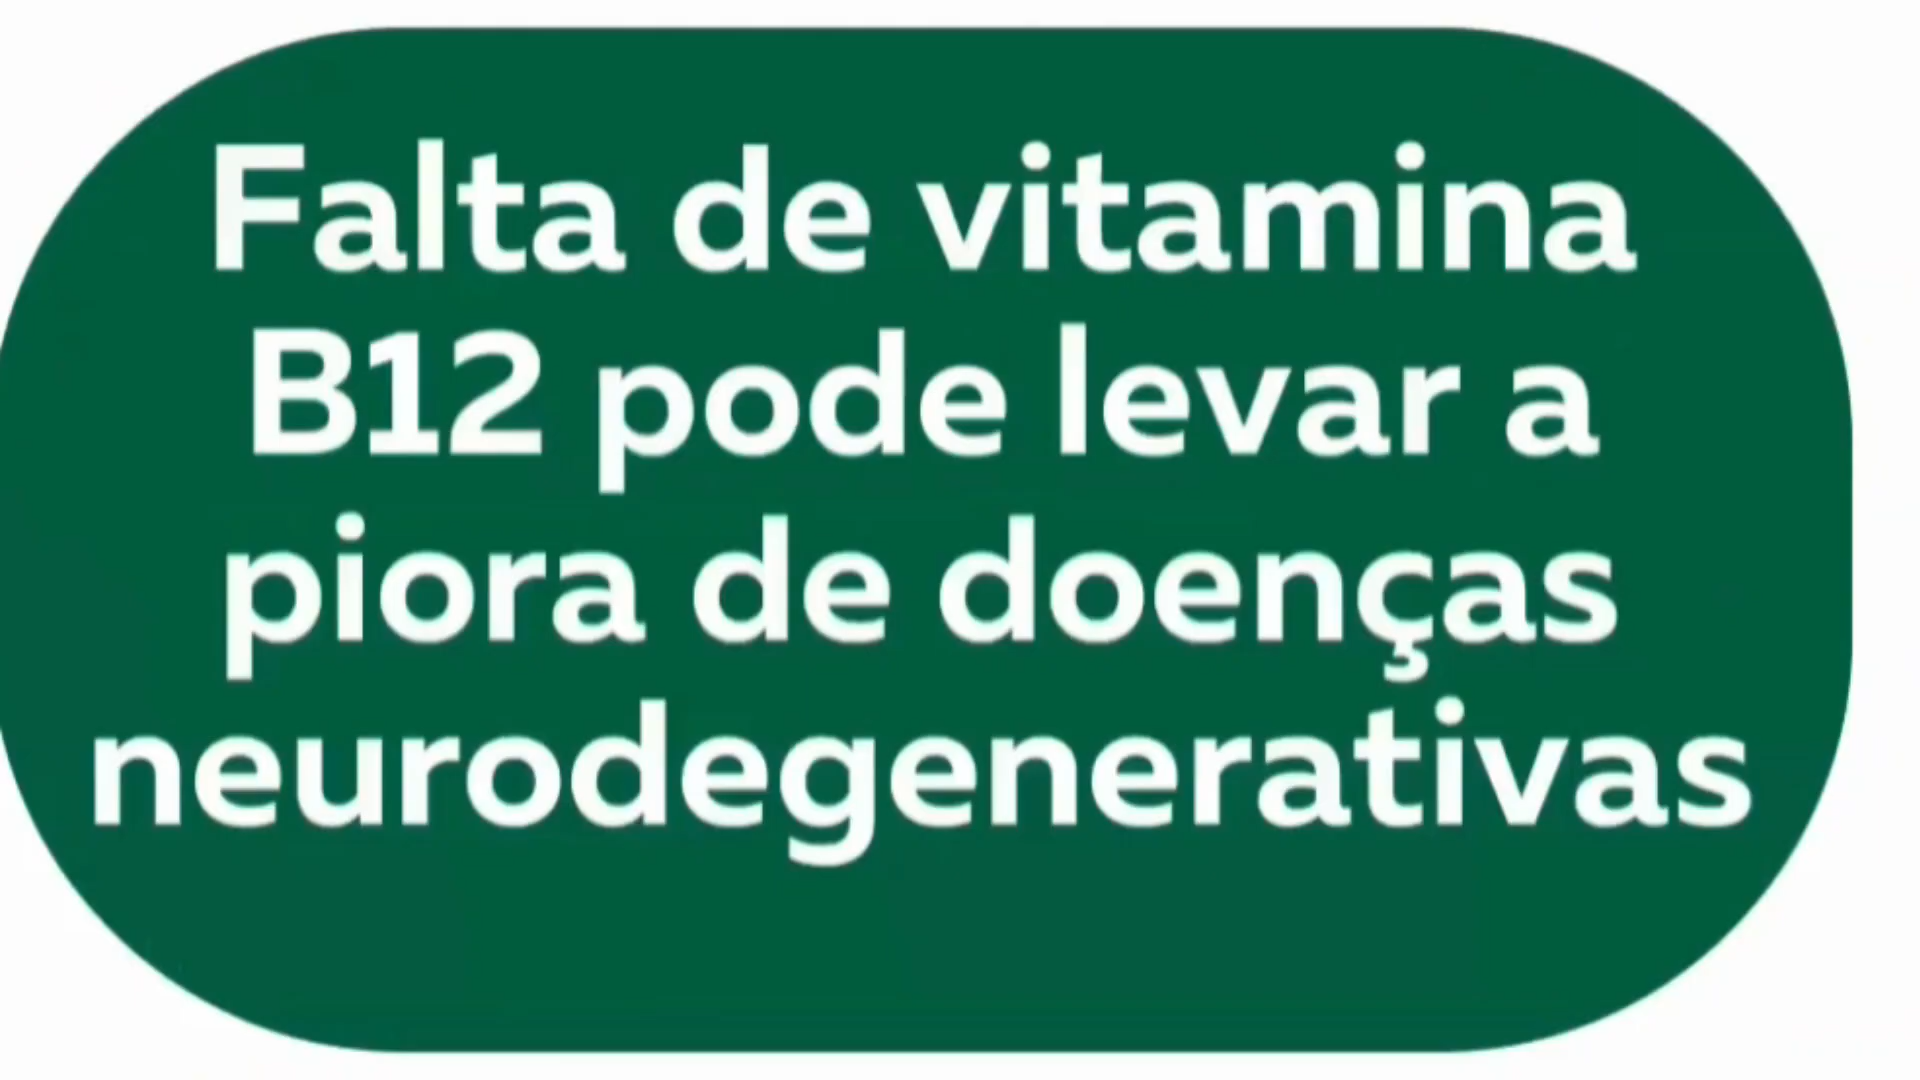 Falta de vitamina
B12 pode levar a
piora de doenças
neurodegenerativas